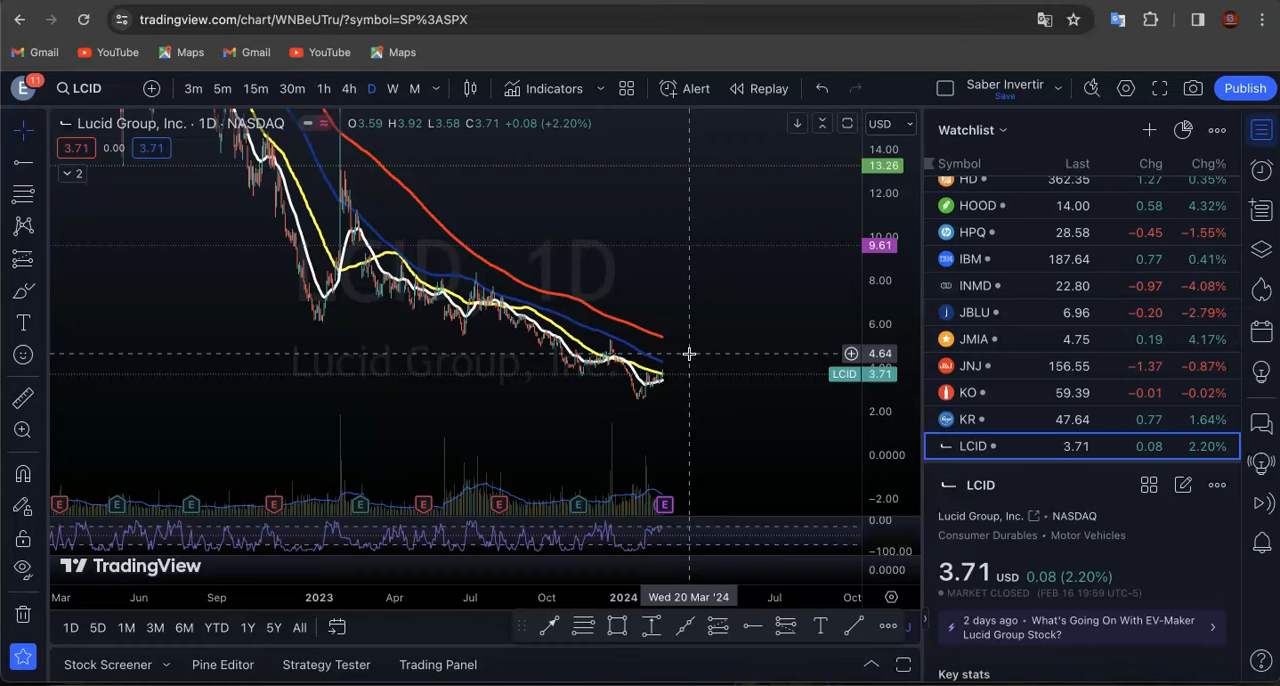 tradingview.com/chart/WNBeUTru/?symbol=SP%3ASPX
Gmail YouTube Maps Gmail YouTube Maps
E 11 LCID 3m 5m 15m 30m 1h 4h D W M Indicators Alert Replay Saber Invertir Save Publish
Lucid Group, Inc. · 1D · NASDAQ O3.59 H3.92 L3.58 C3.71 +0.08 (+2.20%) USD
3.71 0.00 3.71
2
LCID 1D
Lucid Group, Inc.
14.00
13.26
12.00
10.00
9.61
8.00
6.00
4.64
LCID 3.71
2.00
0.0000
−2.00
0.00
−100.00
0.0000
E E E E E E E E E
TradingView
Mar Jun Sep 2023 Apr Jul Oct 2024 Wed 20 Mar '24 Jul Oct
1D 5D 1M 3M 6M YTD 1Y 5Y All
Stock Screener Pine Editor Strategy Tester Trading Panel
Watchlist
Symbol Last Chg Chg%
HD 362.35 1.27 0.35%
HOOD 14.00 0.58 4.32%
HPQ 28.58 −0.45 −1.55%
IBM 187.64 0.77 0.41%
INMD 22.80 −0.97 −4.08%
JBLU 6.96 −0.20 −2.79%
JMIA 4.75 0.19 4.17%
JNJ 156.55 −1.37 −0.87%
KO 59.39 −0.01 −0.02%
KR 47.64 0.77 1.64%
LCID 3.71 0.08 2.20%
LCID
Lucid Group, Inc. • NASDAQ
Consumer Durables • Motor Vehicles
3.71 USD 0.08 (2.20%)
MARKET CLOSED (FEB 16 19:59 UTC-5)
2 days ago • What's Going On With EV-Maker
Lucid Group Stock?
Key stats